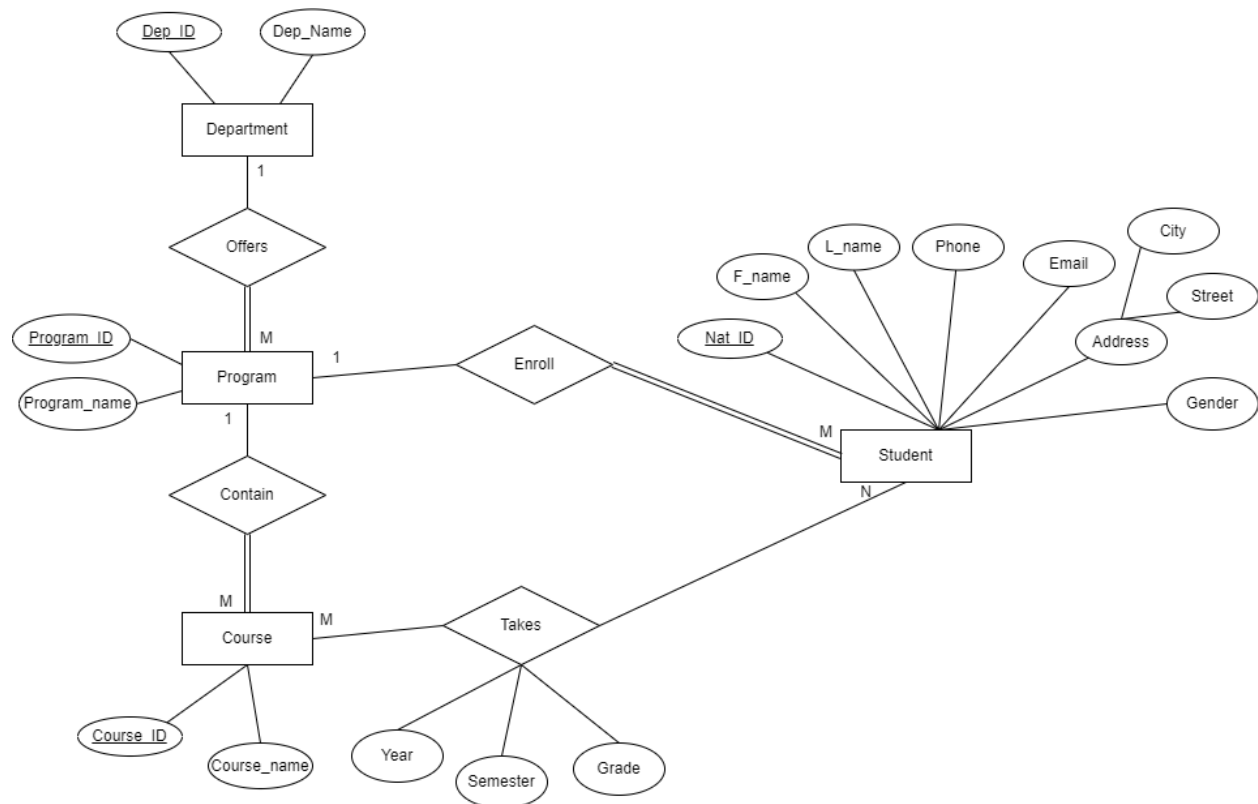 Dep_ID
Dep_Name
Department
1
Offers
M
Program_ID
Program_name
Program
1
1
Enroll
M
Contain
M
Course
M
Course_ID
Course_name
Takes
N
Year
Semester
Grade
Student
Nat_ID
F_name
L_name
Phone
Email
Address
City
Street
Gender